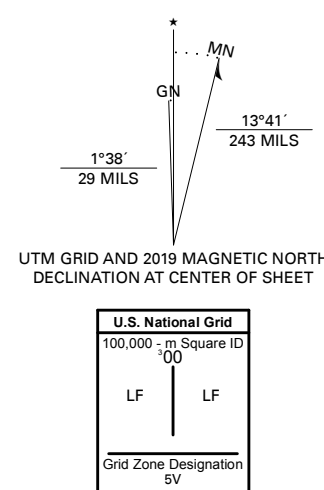 ★
MN
GN
1°38´
29 MILS
13°41´
243 MILS
UTM GRID AND 2019 MAGNETIC NORTH
DECLINATION AT CENTER OF SHEET
U.S. National Grid
100,000 - m Square ID
³00
LF LF
Grid Zone Designation
5V